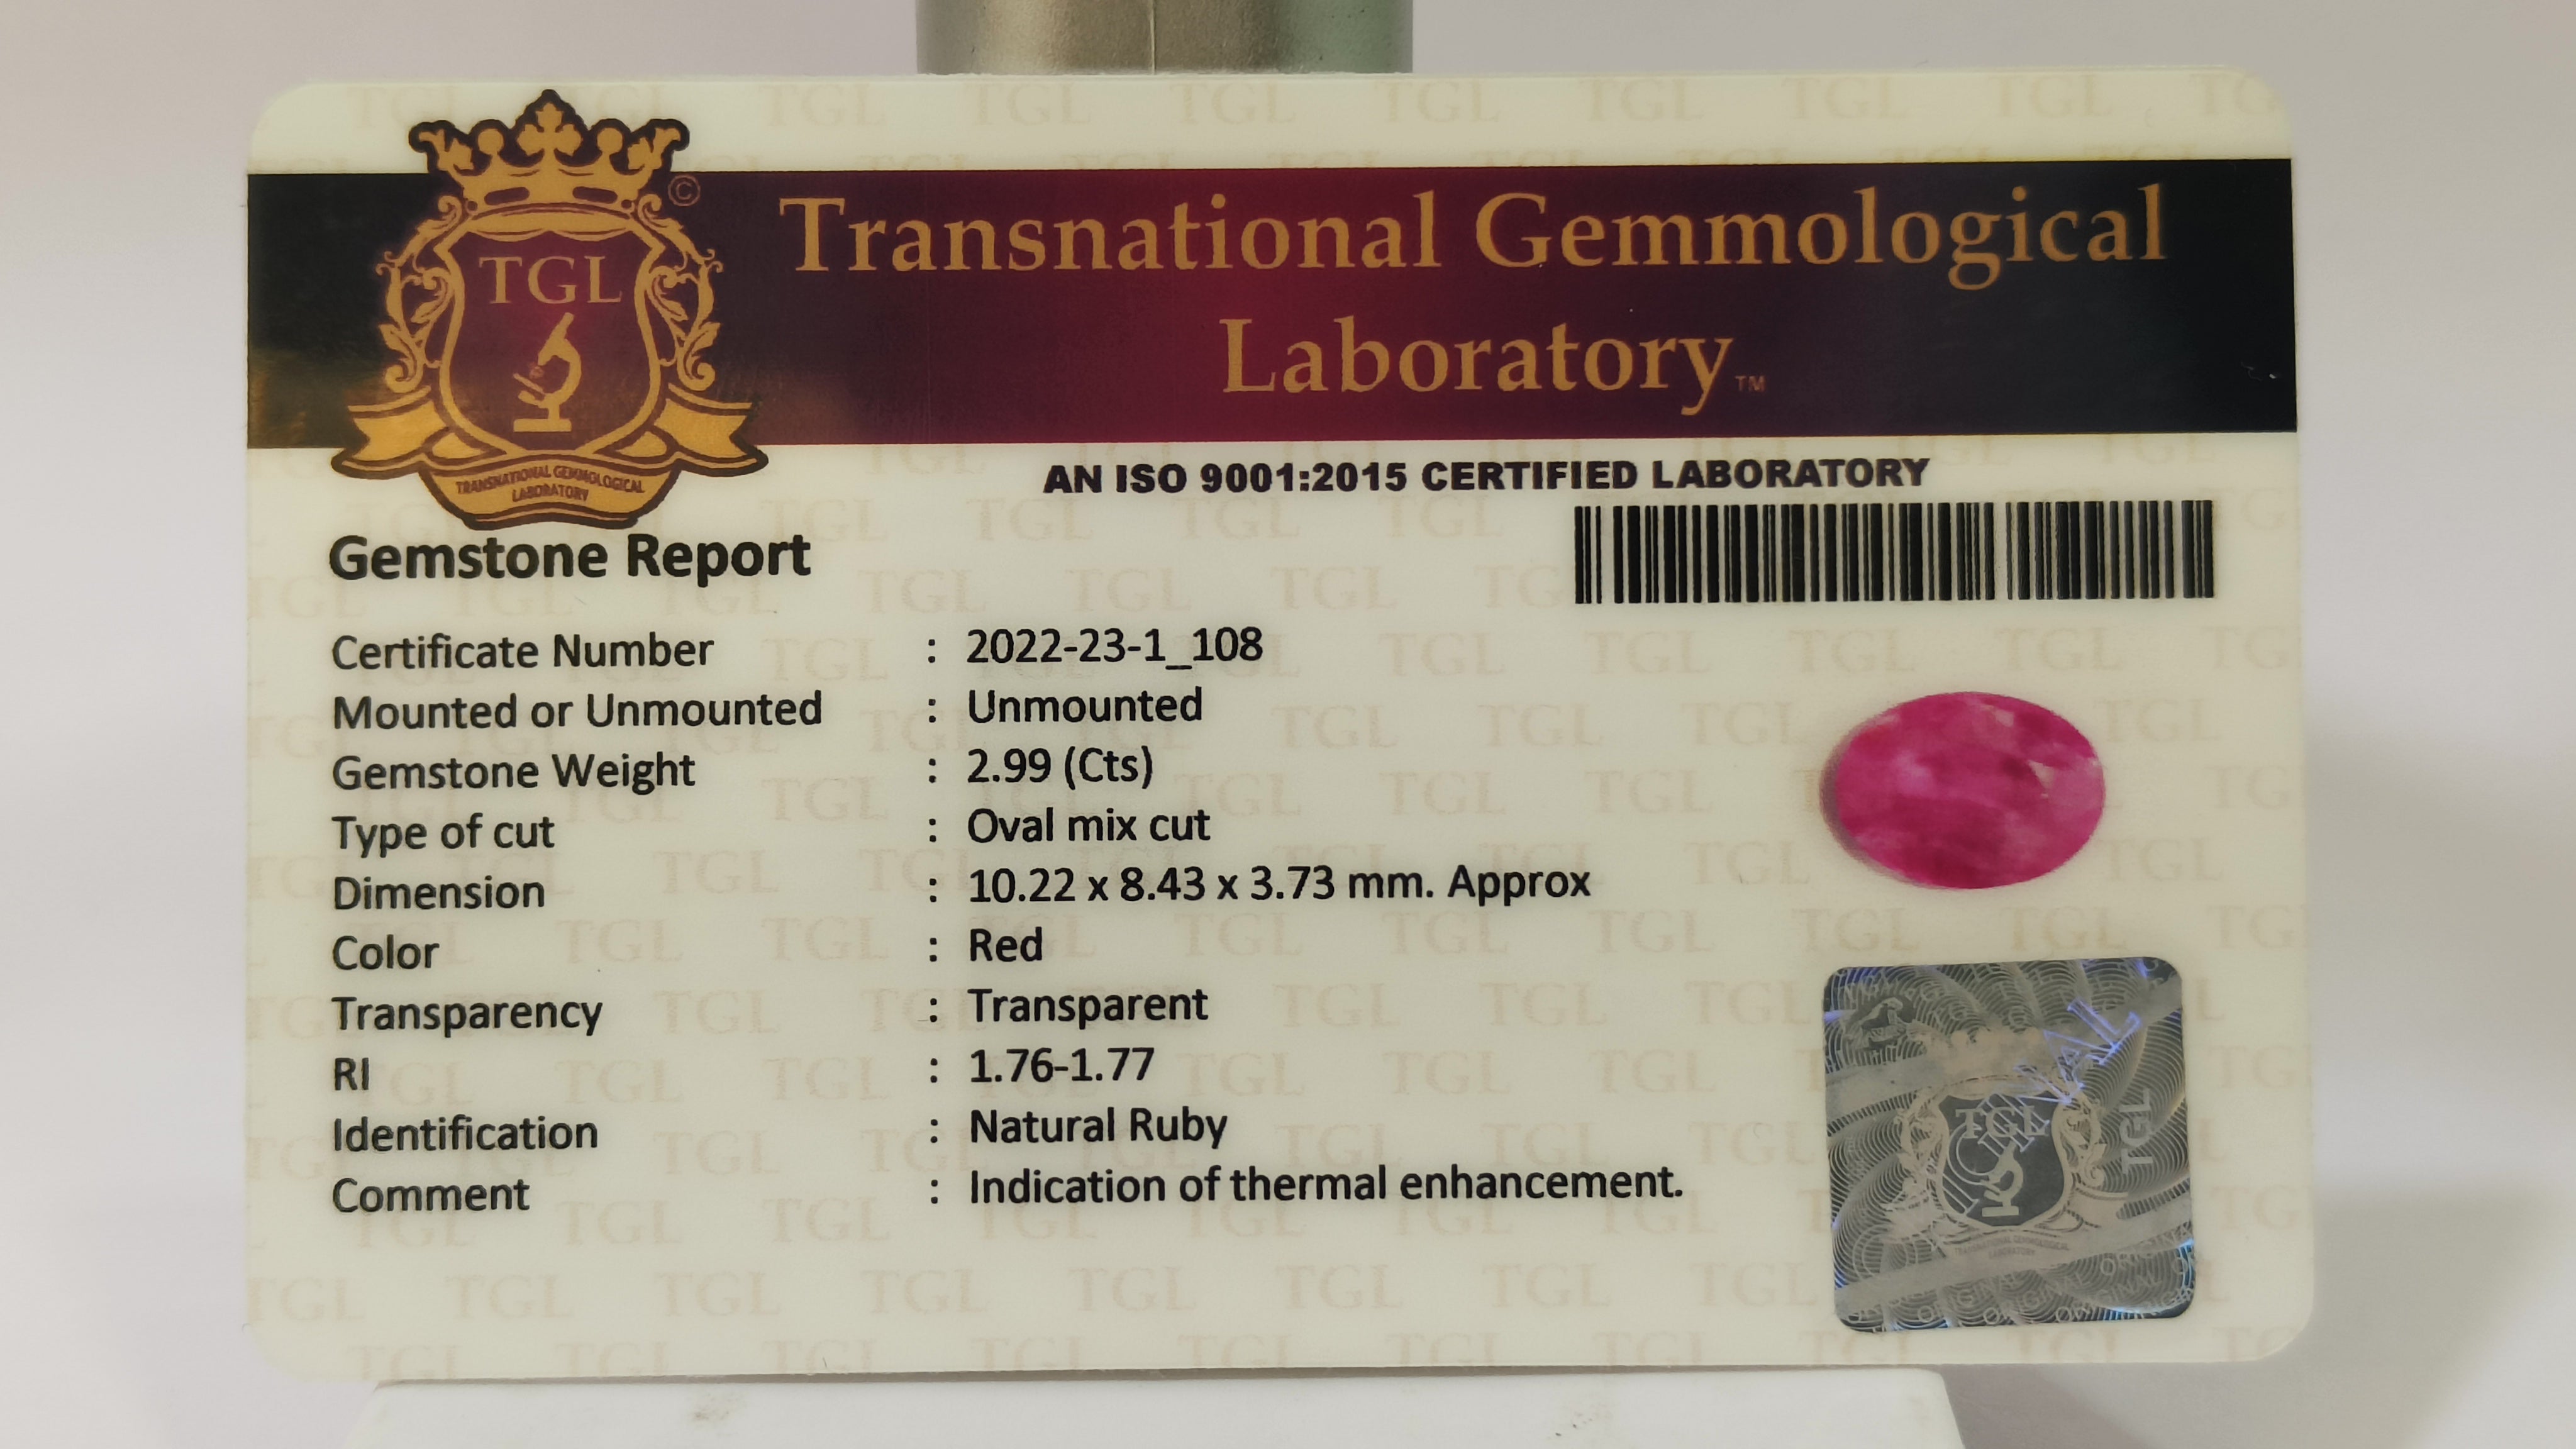 ©
TGL
TRANSNATIONAL GEMMOLOGICAL
LABORATORY
Transnational Gemmological
Laboratory™
AN ISO 9001:2015 CERTIFIED LABORATORY
Gemstone Report
Certificate Number : 2022-23-1_108
Mounted or Unmounted : Unmounted
Gemstone Weight : 2.99 (Cts)
Type of cut : Oval mix cut
Dimension : 10.22 x 8.43 x 3.73 mm. Approx
Color : Red
Transparency : Transparent
RI : 1.76-1.77
Identification : Natural Ruby
Comment : Indication of thermal enhancement.
TGL
TGL